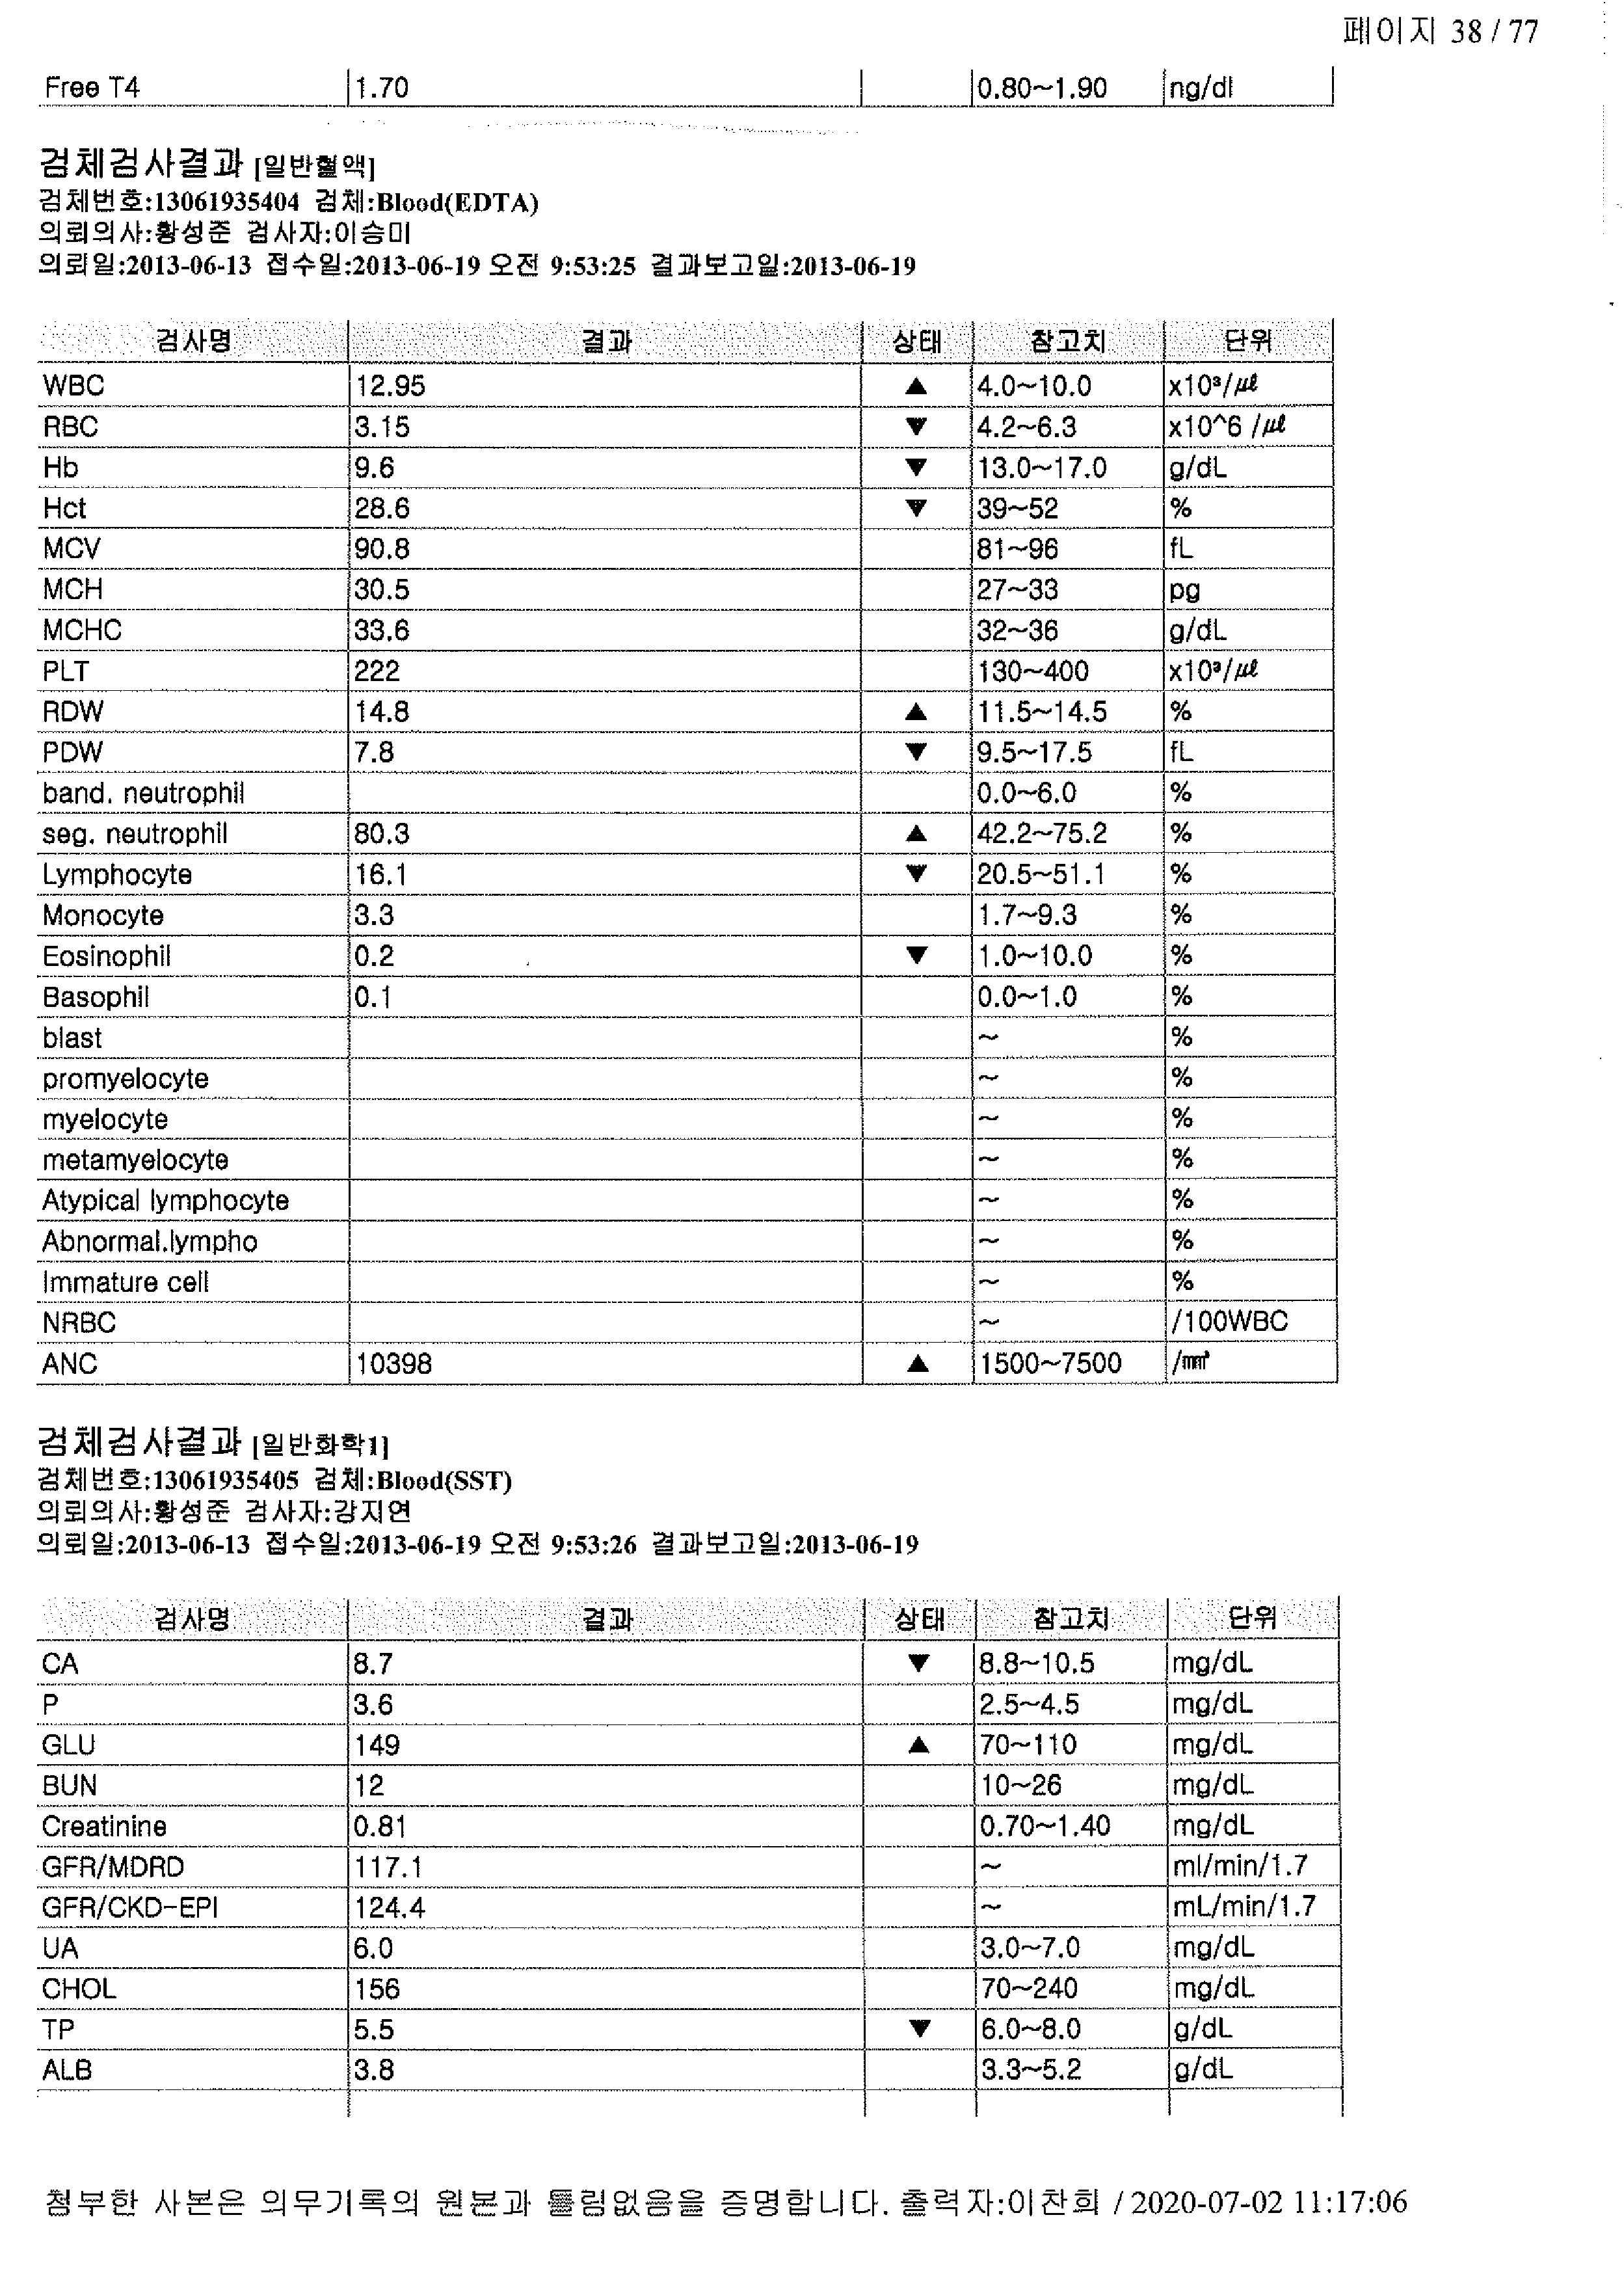 페이지 38 / 77
Free T4 1.70 0.80~1.90 ng/dl
검체검사결과 [일반혈액]
검체번호:13061935404 검체:Blood(EDTA)
의뢰의사:황성준 검사자:이승미
의뢰일:2013-06-13 접수일:2013-06-19 오전 9:53:25 결과보고일:2013-06-19
검사명 결과 상태 참고치 단위
WBC 12.95 ▲ 4.0~10.0 x10³/㎕
RBC 3.15 ▼ 4.2~6.3 x10^6 /㎕
Hb 9.6 ▼ 13.0~17.0 g/dL
Hct 28.6 ▼ 39~52 %
MCV 90.8 81~96 fL
MCH 30.5 27~33 pg
MCHC 33.6 32~36 g/dL
PLT 222 130~400 x10³/㎕
RDW 14.8 ▲ 11.5~14.5 %
PDW 7.8 ▼ 9.5~17.5 fL
band. neutrophil 0.0~6.0 %
seg. neutrophil 80.3 ▲ 42.2~75.2 %
Lymphocyte 16.1 ▼ 20.5~51.1 %
Monocyte 3.3 1.7~9.3 %
Eosinophil 0.2 ▼ 1.0~10.0 %
Basophil 0.1 0.0~1.0 %
blast ~ %
promyelocyte ~ %
myelocyte ~ %
metamyelocyte ~ %
Atypical lymphocyte ~ %
Abnormal.lympho ~ %
Immature cell ~ %
NRBC ~ /100WBC
ANC 10398 ▲ 1500~7500 /㎣
검체검사결과 [일반화학1]
검체번호:13061935405 검체:Blood(SST)
의뢰의사:황성준 검사자:강지연
의뢰일:2013-06-13 접수일:2013-06-19 오전 9:53:26 결과보고일:2013-06-19
검사명 결과 상태 참고치 단위
CA 8.7 ▼ 8.8~10.5 mg/dL
P 3.6 2.5~4.5 mg/dL
GLU 149 ▲ 70~110 mg/dL
BUN 12 10~26 mg/dL
Creatinine 0.81 0.70~1.40 mg/dL
GFR/MDRD 117.1 ~ ml/min/1.7
GFR/CKD-EPI 124.4 ~ mL/min/1.7
UA 6.0 3.0~7.0 mg/dL
CHOL 156 70~240 mg/dL
TP 5.5 ▼ 6.0~8.0 g/dL
ALB 3.8 3.3~5.2 g/dL
첨부한 사본은 의무기록의 원본과 틀림없음을 증명합니다. 출력자:이찬희 / 2020-07-02 11:17:06